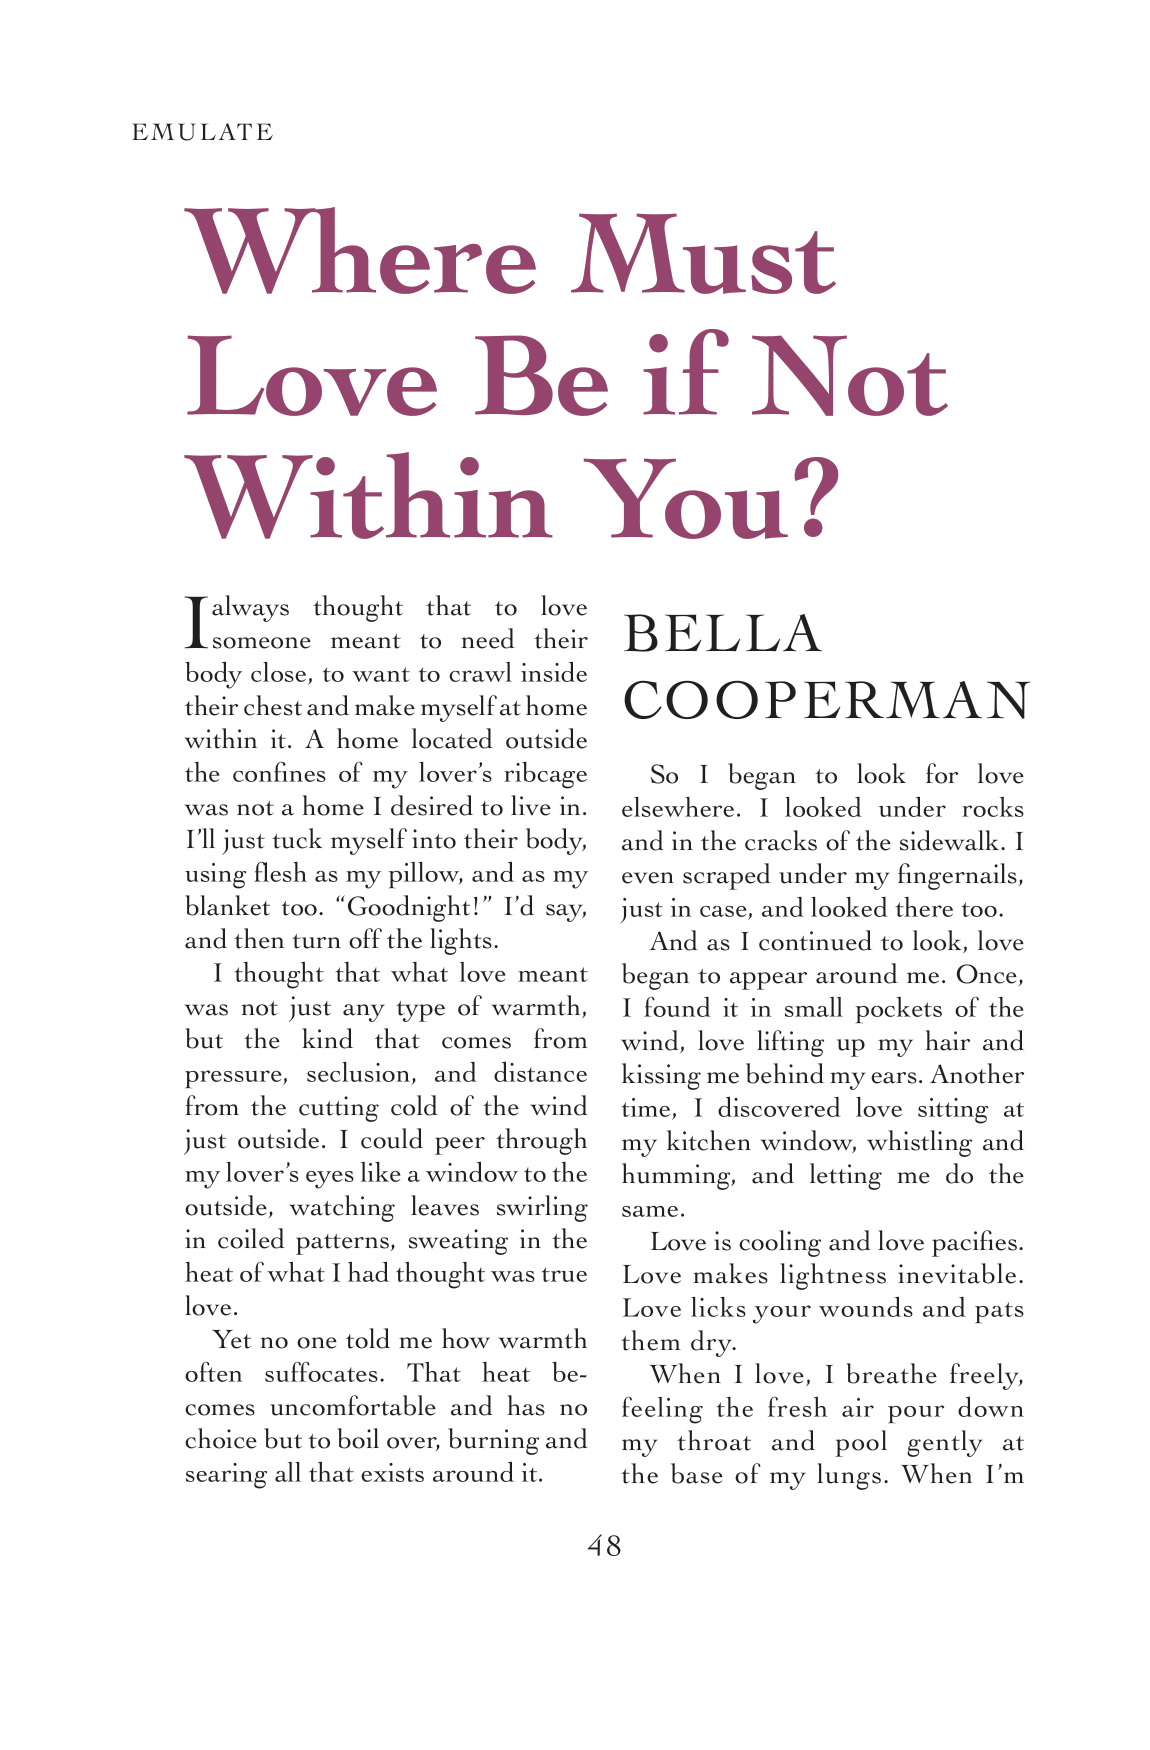 EMULATE
Where Must
Love Be if Not
Within You?
I always thought that to love
someone meant to need their
body close, to want to crawl inside
their chest and make myself at home
within it. A home located outside
the confines of my lover’s ribcage
was not a home I desired to live in.
I’ll just tuck myself into their body,
using flesh as my pillow, and as my
blanket too. “Goodnight!” I’d say,
and then turn off the lights.
I thought that what love meant
was not just any type of warmth,
but the kind that comes from
pressure, seclusion, and distance
from the cutting cold of the wind
just outside. I could peer through
my lover’s eyes like a window to the
outside, watching leaves swirling
in coiled patterns, sweating in the
heat of what I had thought was true
love.
Yet no one told me how warmth
often suffocates. That heat be-
comes uncomfortable and has no
choice but to boil over, burning and
searing all that exists around it.
BELLA
COOPERMAN
So I began to look for love
elsewhere. I looked under rocks
and in the cracks of the sidewalk. I
even scraped under my fingernails,
just in case, and looked there too.
And as I continued to look, love
began to appear around me. Once,
I found it in small pockets of the
wind, love lifting up my hair and
kissing me behind my ears. Another
time, I discovered love sitting at
my kitchen window, whistling and
humming, and letting me do the
same.
Love is cooling and love pacifies.
Love makes lightness inevitable.
Love licks your wounds and pats
them dry.
When I love, I breathe freely,
feeling the fresh air pour down
my throat and pool gently at
the base of my lungs. When I’m
48